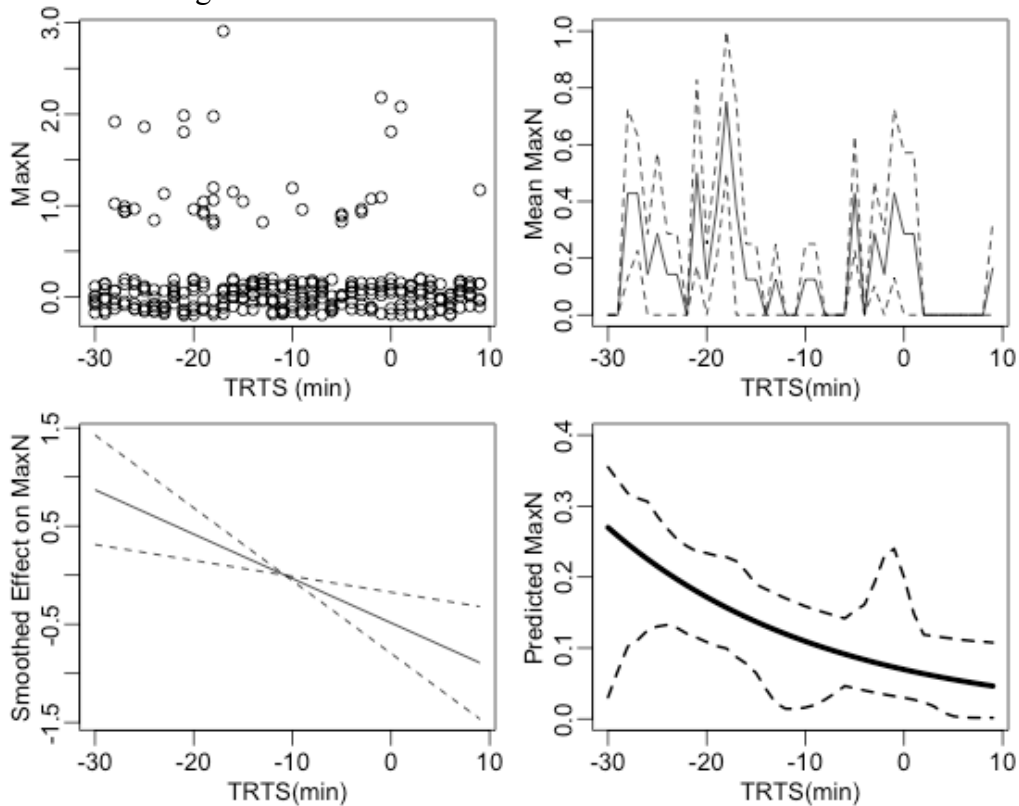 MaxN
3.0
2.0
1.0
0.0
-30 -20 -10 0 10
TRTS (min)
Mean MaxN
1.0
0.8
0.6
0.4
0.2
0.0
-30 -20 -10 0 10
TRTS(min)
Smoothed Effect on MaxN
1.5
0.5
-0.5
-1.5
-30 -20 -10 0 10
TRTS(min)
Predicted MaxN
0.4
0.3
0.2
0.1
0.0
-30 -20 -10 0 10
TRTS(min)